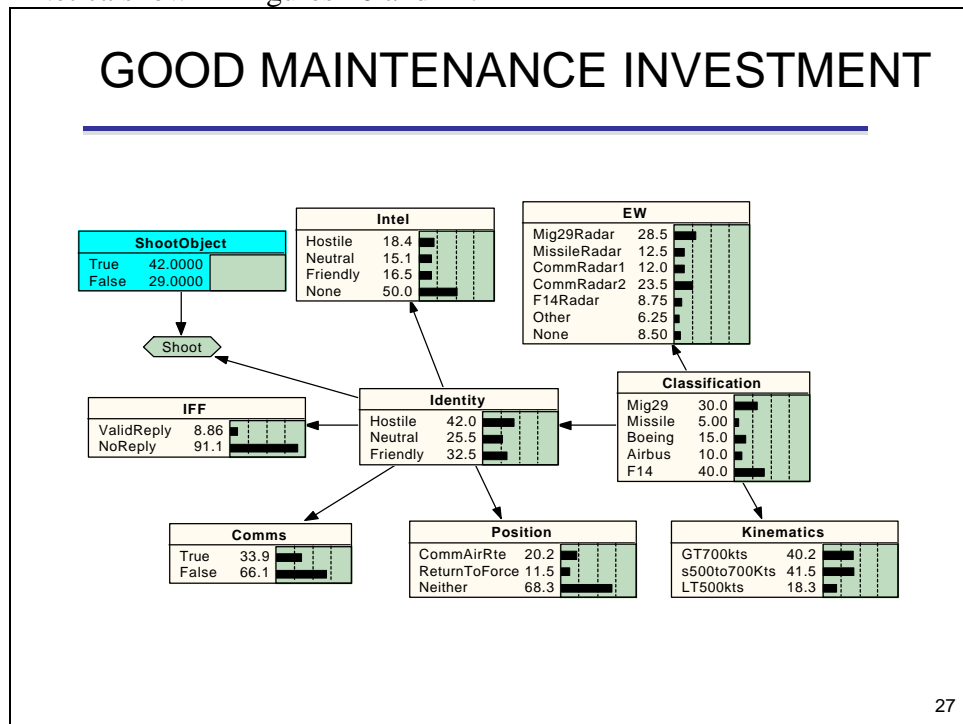 GOOD MAINTENANCE INVESTMENT
ShootObject
True 42.0000
False 29.0000
Shoot
Intel
Hostile 18.4
Neutral 15.1
Friendly 16.5
None 50.0
EW
Mig29Radar 28.5
MissileRadar 12.5
CommRadar1 12.0
CommRadar2 23.5
F14Radar 8.75
Other 6.25
None 8.50
IFF
ValidReply 8.86
NoReply 91.1
Identity
Hostile 42.0
Neutral 25.5
Friendly 32.5
Classification
Mig29 30.0
Missile 5.00
Boeing 15.0
Airbus 10.0
F14 40.0
Comms
True 33.9
False 66.1
Position
CommAirRte 20.2
ReturnToForce 11.5
Neither 68.3
Kinematics
GT700kts 40.2
s500to700Kts 41.5
LT500kts 18.3
27